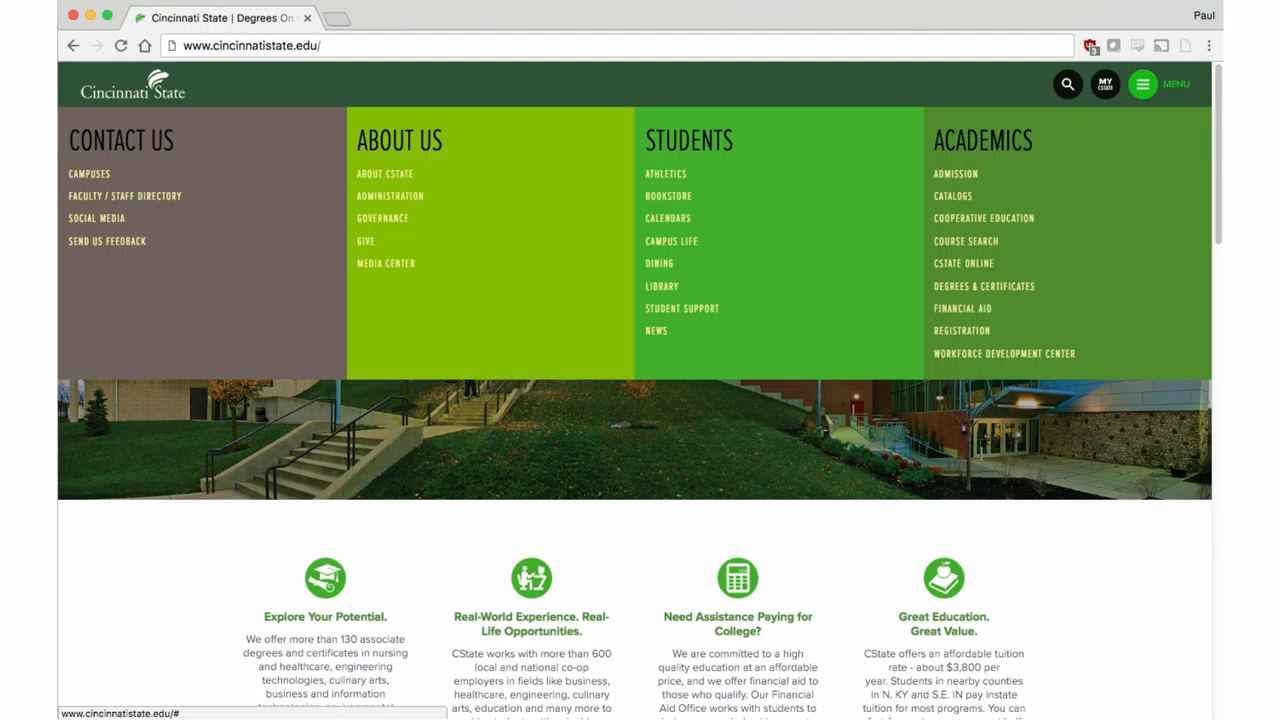 Cincinnati State | Degrees On
Paul
www.cincinnatistate.edu/
3
Cincinnati State
MY
CSTATE
MENU
CONTACT US
CAMPUSES
FACULTY / STAFF DIRECTORY
SOCIAL MEDIA
SEND US FEEDBACK
ABOUT US
ABOUT CSTATE
ADMINISTRATION
GOVERNANCE
GIVE
MEDIA CENTER
STUDENTS
ATHLETICS
BOOKSTORE
CALENDARS
CAMPUS LIFE
DINING
LIBRARY
STUDENT SUPPORT
NEWS
ACADEMICS
ADMISSION
CATALOGS
COOPERATIVE EDUCATION
COURSE SEARCH
CSTATE ONLINE
DEGREES & CERTIFICATES
FINANCIAL AID
REGISTRATION
WORKFORCE DEVELOPMENT CENTER
Explore Your Potential.
We offer more than 130 associate
degrees and certificates in nursing
and healthcare, engineering
technologies, culinary arts,
business and information
Real-World Experience. Real-
Life Opportunities.
CState works with more than 600
local and national co-op
employers in fields like business,
healthcare, engineering, culinary
arts, education and many more to
Need Assistance Paying for
College?
We are committed to a high
quality education at an affordable
price, and we offer financial aid to
those who qualify. Our Financial
Aid Office works with students to
Great Education.
Great Value.
CState offers an affordable tuition
rate - about $3,800 per
year. Students in nearby counties
in N. KY and S.E. IN pay instate
tuition for most programs. You can
www.cincinnatistate.edu/#